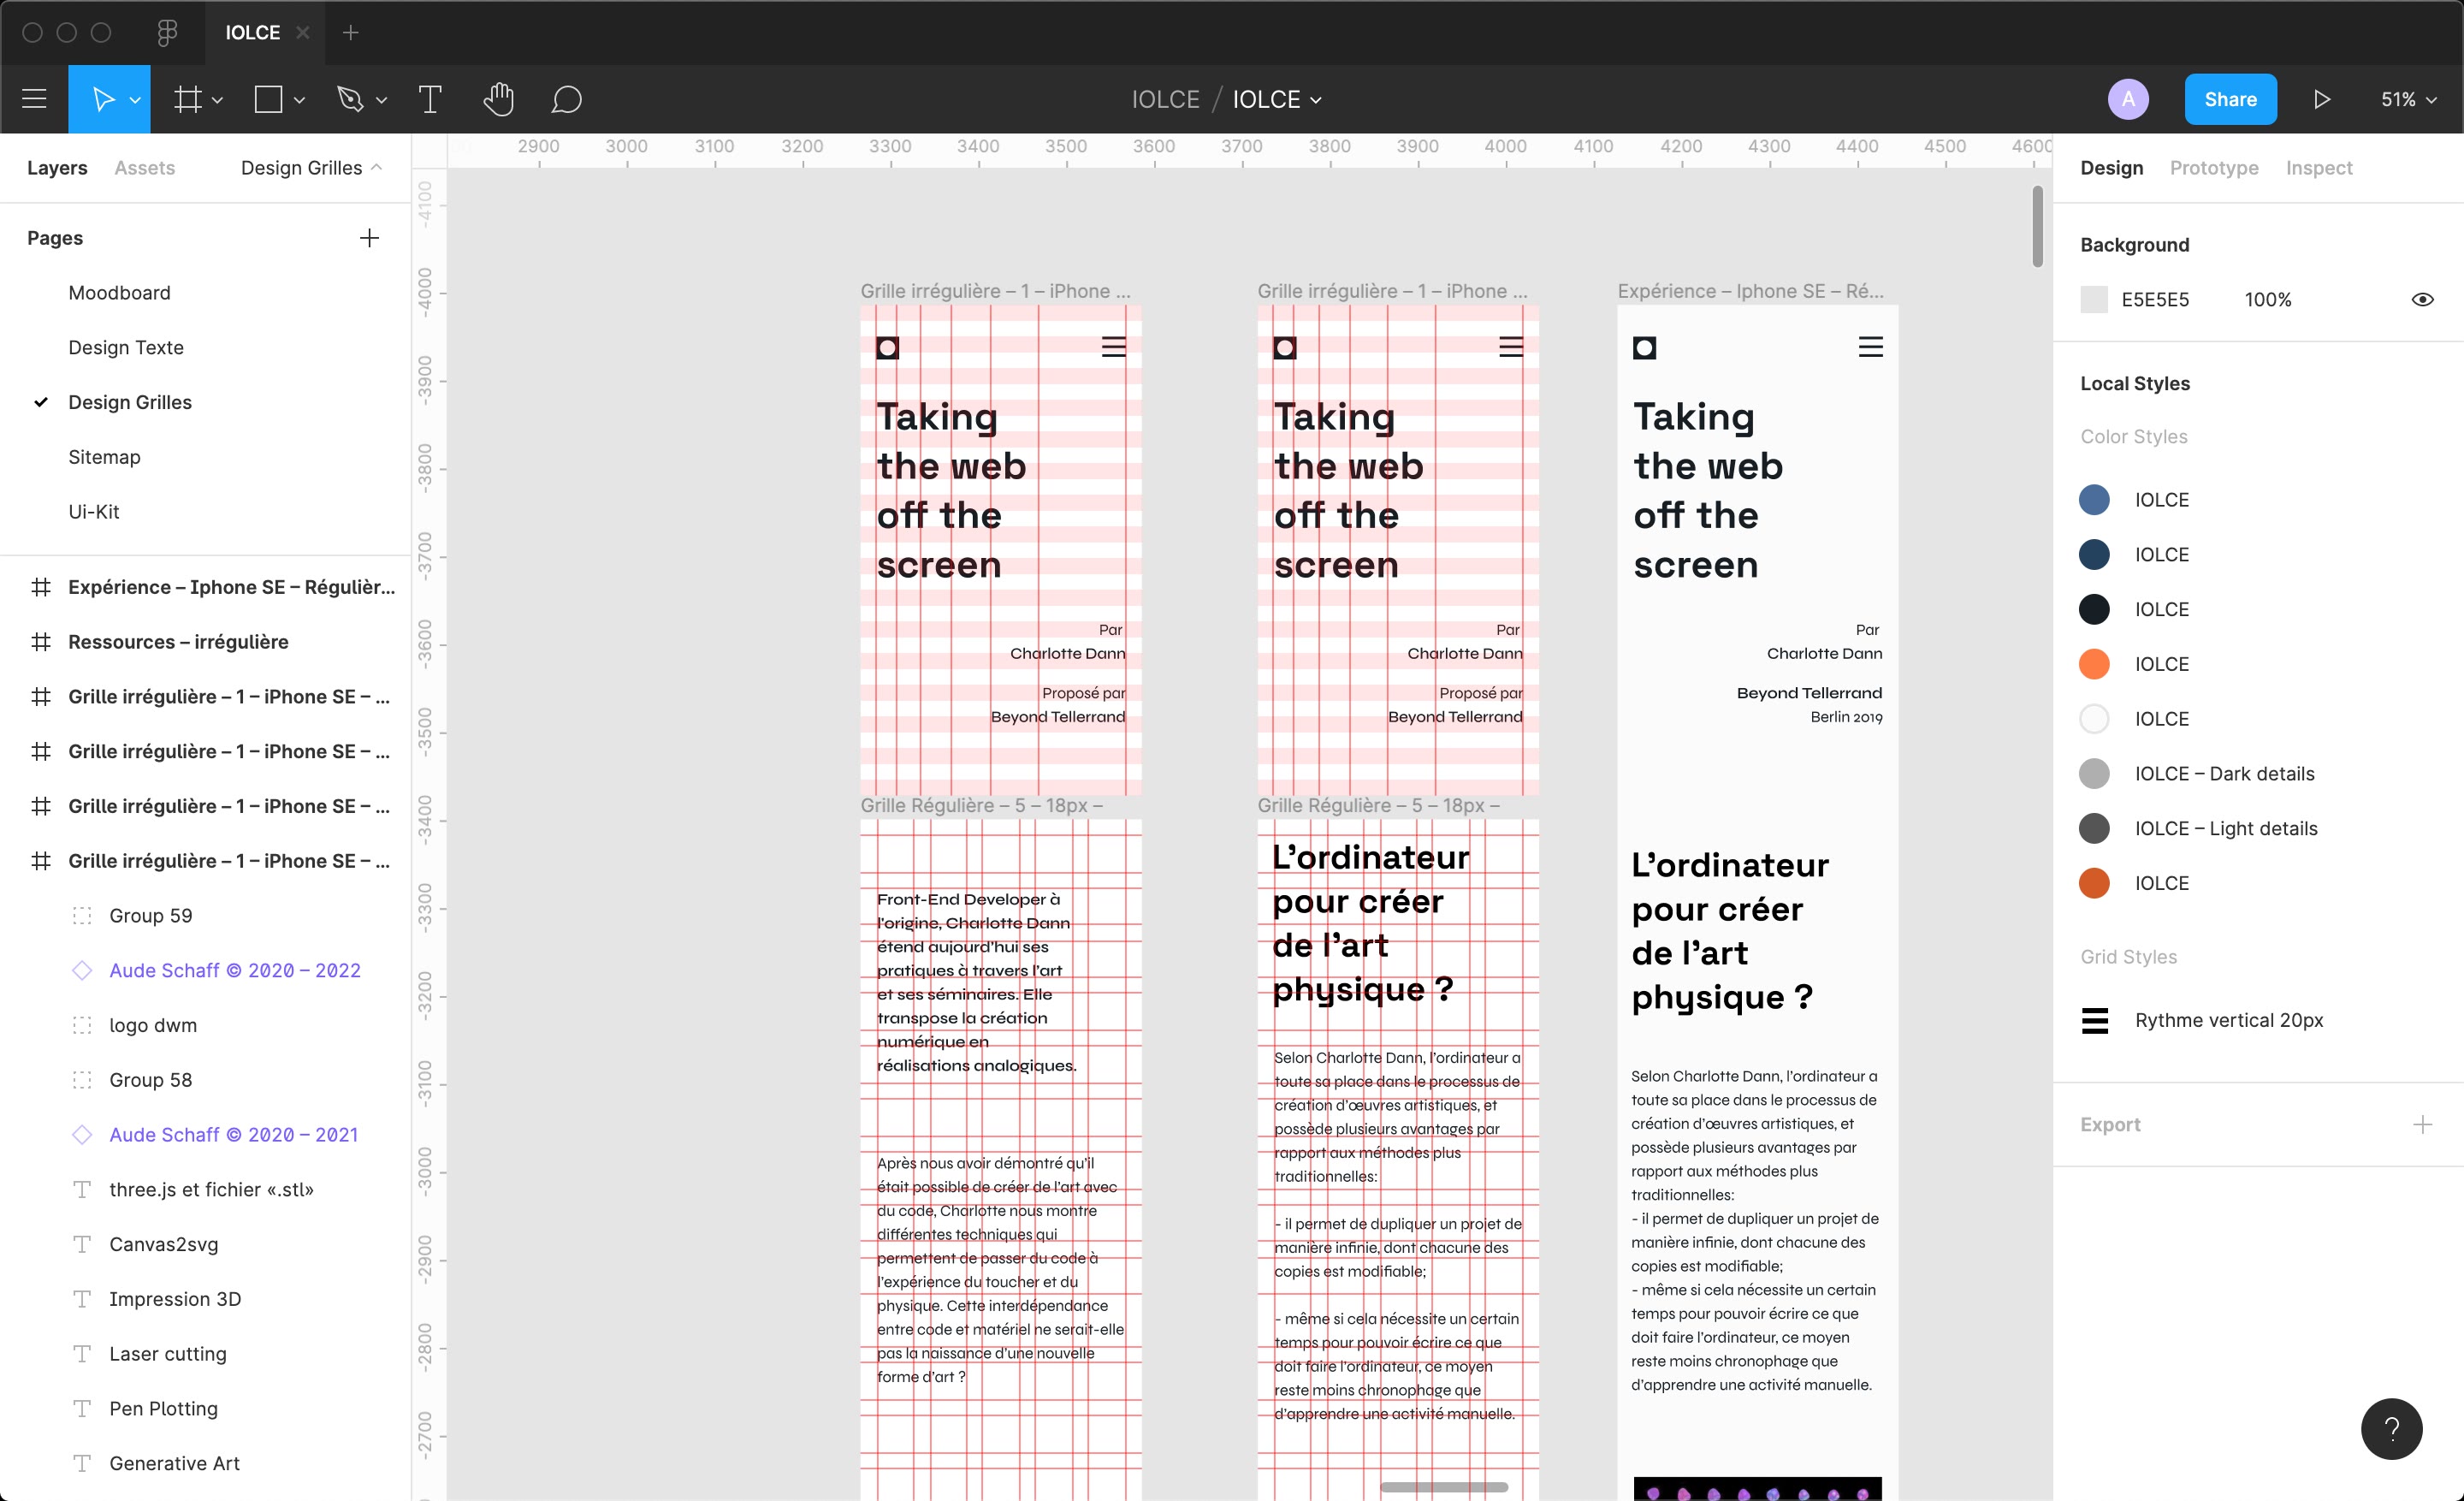 IOLCE
IOLCE / IOLCE
A
Share
51%
Layers
Assets
Design Grilles
Pages
Moodboard
Design Texte
Design Grilles
Sitemap
Ui-Kit
Expérience – Iphone SE – Régulièr...
Ressources – irrégulière
Grille irrégulière – 1 – iPhone SE – ...
Grille irrégulière – 1 – iPhone SE – ...
Grille irrégulière – 1 – iPhone SE – ...
Grille irrégulière – 1 – iPhone SE – ...
Group 59
Aude Schaff © 2020 – 2022
logo dwm
Group 58
Aude Schaff © 2020 – 2021
three.js et fichier «.stl»
Canvas2svg
Impression 3D
Laser cutting
Pen Plotting
Generative Art
2900 3000 3100 3200 3300 3400 3500 3600 3700 3800 3900 4000 4100 4200 4300 4400 4500 4600
-4100
-4000
-3900
-3800
-3700
-3600
-3500
-3400
-3300
-3200
-3100
-3000
-2900
-2800
-2700
Grille irrégulière – 1 – iPhone ...
Taking
the web
off the
screen
Par
Charlotte Dann
Proposé par
Beyond Tellerrand
Grille Régulière – 5 – 18px –
Front-End Developer à
l'origine, Charlotte Dann
étend aujourd'hui ses
pratiques à travers l'art
et ses séminaires. Elle
transpose la création
numérique en
réalisations analogiques.
Après nous avoir démontré qu'il
était possible de créer de l'art avec
du code, Charlotte nous montre
différentes techniques qui
permettent de passer du code à
l'expérience du toucher et du
physique. Cette interdépendance
entre code et matériel ne serait-elle
pas la naissance d'une nouvelle
forme d'art ?
Grille irrégulière – 1 – iPhone ...
Taking
the web
off the
screen
Par
Charlotte Dann
Proposé par
Beyond Tellerrand
Grille Régulière – 5 – 18px –
L'ordinateur
pour créer
de l'art
physique ?
Selon Charlotte Dann, l'ordinateur a
toute sa place dans le processus de
création d'œuvres artistiques, et
possède plusieurs avantages par
rapport aux méthodes plus
traditionnelles:
- il permet de dupliquer un projet de
manière infinie, dont chacune des
copies est modifiable;
- même si cela nécessite un certain
temps pour pouvoir écrire ce que
doit faire l'ordinateur, ce moyen
reste moins chronophage que
d'apprendre une activité manuelle.
Expérience – Iphone SE – Ré...
Taking
the web
off the
screen
Par
Charlotte Dann
Beyond Tellerrand
Berlin 2019
L'ordinateur
pour créer
de l'art
physique ?
Selon Charlotte Dann, l'ordinateur a
toute sa place dans le processus de
création d'œuvres artistiques, et
possède plusieurs avantages par
rapport aux méthodes plus
traditionnelles:
- il permet de dupliquer un projet de
manière infinie, dont chacune des
copies est modifiable;
- même si cela nécessite un certain
temps pour pouvoir écrire ce que
doit faire l'ordinateur, ce moyen
reste moins chronophage que
d'apprendre une activité manuelle.
Design
Prototype
Inspect
Background
E5E5E5 100%
Local Styles
Color Styles
IOLCE
IOLCE
IOLCE
IOLCE
IOLCE
IOLCE – Dark details
IOLCE – Light details
IOLCE
Grid Styles
Rythme vertical 20px
Export
?